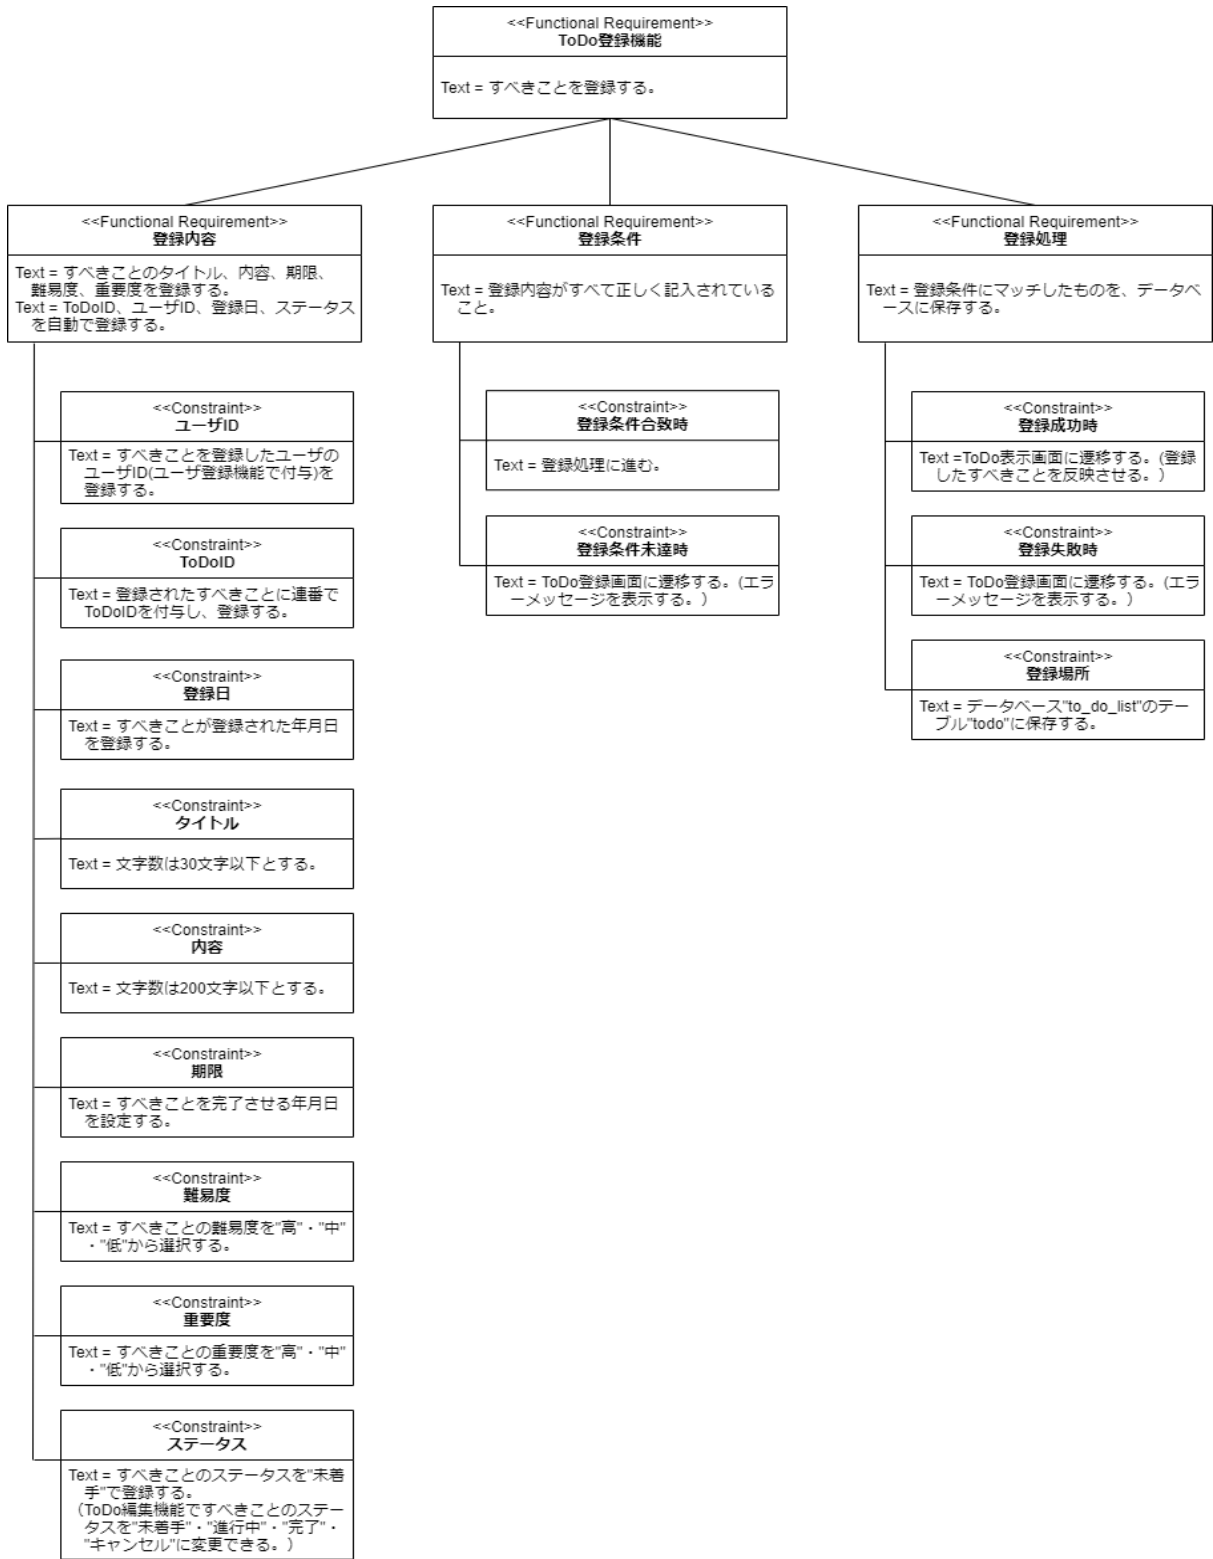 <<Functional Requirement>>
ToDo登録機能
Text = すべきことを登録する。
<<Functional Requirement>>
登録内容
Text = すべきことのタイトル、内容、期限、
難易度、重要度を登録する。
Text = ToDoID、ユーザID、登録日、ステータス
を自動で登録する。
<<Constraint>>
ユーザID
Text = すべきことを登録したユーザの
ユーザID(ユーザ登録機能で付与)を
登録する。
<<Constraint>>
ToDoID
Text = 登録されたすべきことに連番で
ToDoIDを付与し、登録する。
<<Constraint>>
登録日
Text = すべきことが登録された年月日
を登録する。
<<Constraint>>
タイトル
Text = 文字数は30文字以下とする。
<<Constraint>>
内容
Text = 文字数は200文字以下とする。
<<Constraint>>
期限
Text = すべきことを完了させる年月日
を設定する。
<<Constraint>>
難易度
Text = すべきことの難易度を"高"・"中"
・"低"から選択する。
<<Constraint>>
重要度
Text = すべきことの重要度を"高"・"中"
・"低"から選択する。
<<Constraint>>
ステータス
Text = すべきことのステータスを"未着
手"で登録する。
（ToDo編集機能ですべきことのステー
タスを"未着手"・"進行中"・"完了"・
"キャンセル"に変更できる。）
<<Functional Requirement>>
登録条件
Text = 登録内容がすべて正しく記入されている
こと。
<<Constraint>>
登録条件合致時
Text = 登録処理に進む。
<<Constraint>>
登録条件未達時
Text = ToDo登録画面に遷移する。(エラ
ーメッセージを表示する。）
<<Functional Requirement>>
登録処理
Text = 登録条件にマッチしたものを、データベ
ースに保存する。
<<Constraint>>
登録成功時
Text =ToDo表示画面に遷移する。(登録
したすべきことを反映させる。）
<<Constraint>>
登録失敗時
Text = ToDo登録画面に遷移する。(エラ
ーメッセージを表示する。）
<<Constraint>>
登録場所
Text = データベース"to_do_list"のテー
ブル"todo"に保存する。